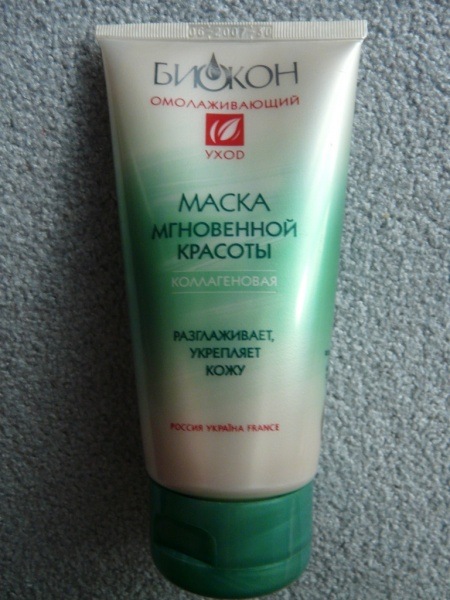 БИОКОН
ОМОЛАЖИВАЮЩИЙ
УХОД
МАСКА
МГНОВЕННОЙ
КРАСОТЫ
КОЛЛАГЕНОВАЯ
РАЗГЛАЖИВАЕТ,
УКРЕПЛЯЕТ
КОЖУ
РОССИЯ УКРАЇНА FRANCE